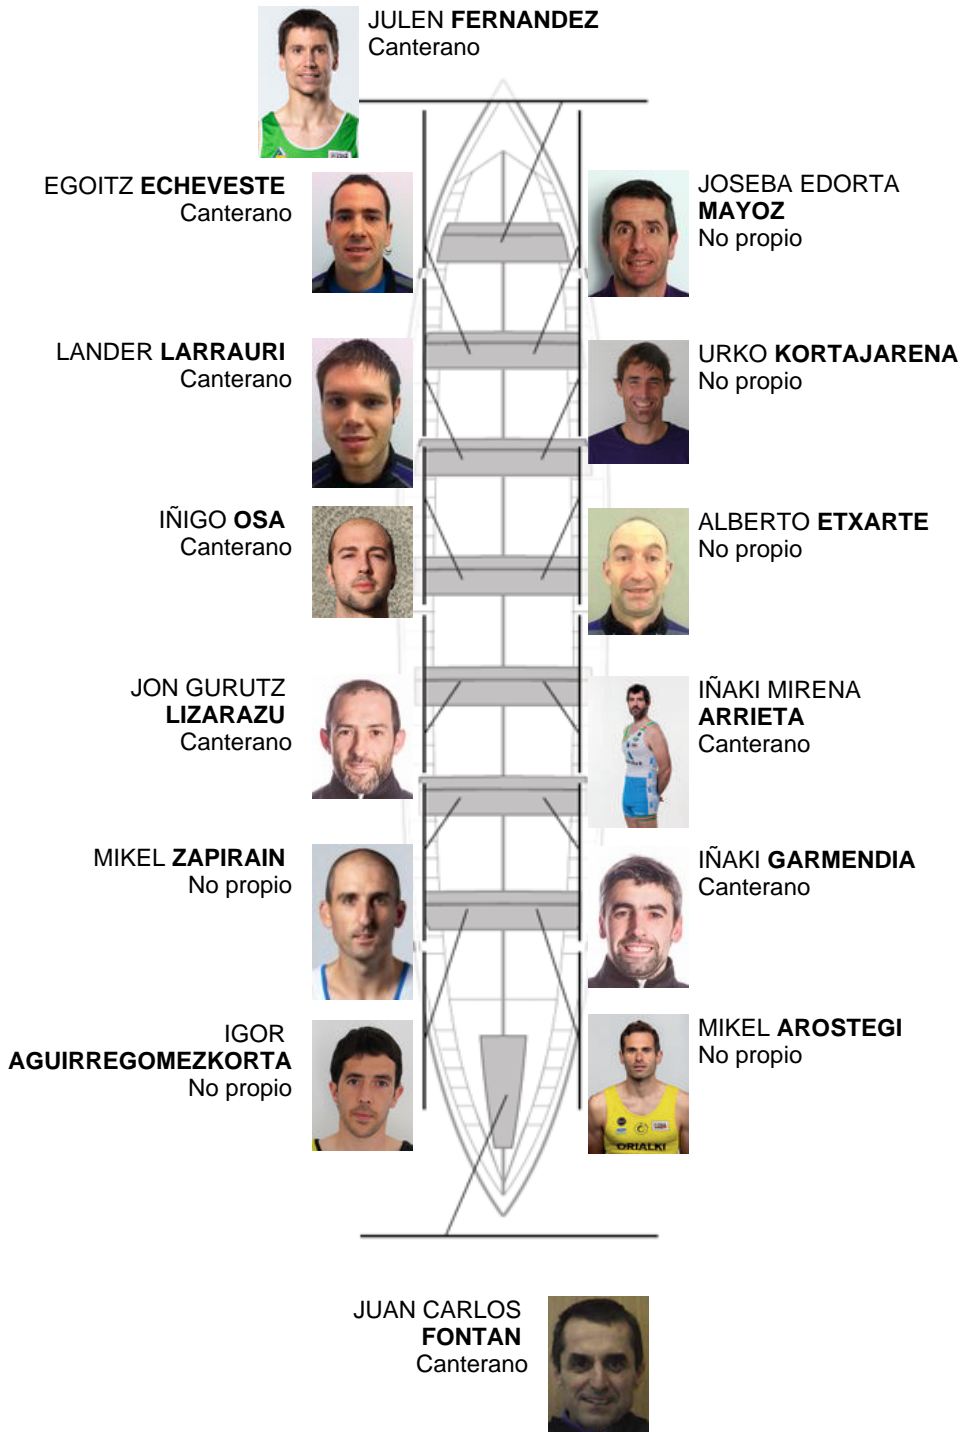 JULEN FERNANDEZ
Canterano
EGOITZ ECHEVESTE
Canterano
JOSEBA EDORTA
MAYOZ
No propio
LANDER LARRAURI
Canterano
URKO KORTAJARENA
No propio
IÑIGO OSA
Canterano
ALBERTO ETXARTE
No propio
JON GURUTZ
LIZARAZU
Canterano
IÑAKI MIRENA
ARRIETA
Canterano
MIKEL ZAPIRAIN
No propio
IÑAKI GARMENDIA
Canterano
IGOR
AGUIRREGOMEZKORTA
No propio
MIKEL AROSTEGI
No propio
ORIALKI
JUAN CARLOS
FONTAN
Canterano